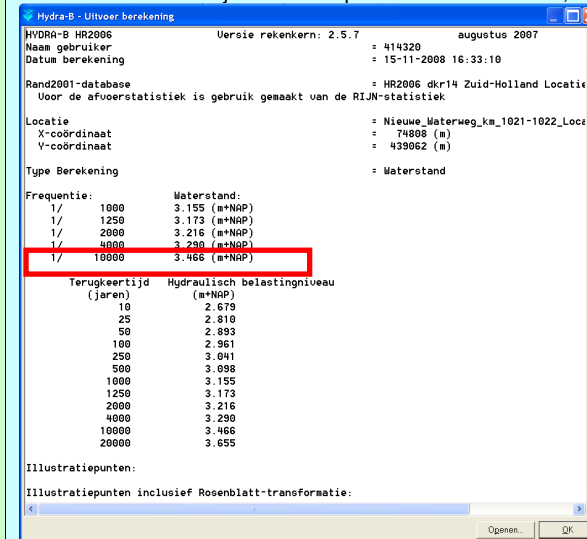 Hydra-B - Uitvoer berekening
HYDRA-B HR2006 Versie rekenkern: 2.5.7 augustus 2007
Naam gebruiker = 414320
Datum berekening = 15-11-2008 16:33:10
Rand2001-database = HR2006 dkr14 Zuid-Holland Locatie
Voor de afvoerstatistiek is gebruik gemaakt van de RIJN-statistiek
Locatie = Nieuwe_Waterweg_km_1021-1022_Loca
X-coördinaat = 74808 (m)
Y-coördinaat = 439062 (m)
Type Berekening = Waterstand
Frequentie: Waterstand:
1/ 1000 3.155 (m+NAP)
1/ 1250 3.173 (m+NAP)
1/ 2000 3.216 (m+NAP)
1/ 4000 3.290 (m+NAP)
1/ 10000 3.466 (m+NAP)
Terugkeertijd Hydraulisch belastingniveau
(jaren) (m+NAP)
10 2.679
25 2.810
50 2.893
100 2.961
250 3.041
500 3.098
1000 3.155
1250 3.173
2000 3.216
4000 3.290
10000 3.466
20000 3.655
Illustratiepunten:
Illustratiepunten inclusief Rosenblatt-transformatie:
Openen... OK